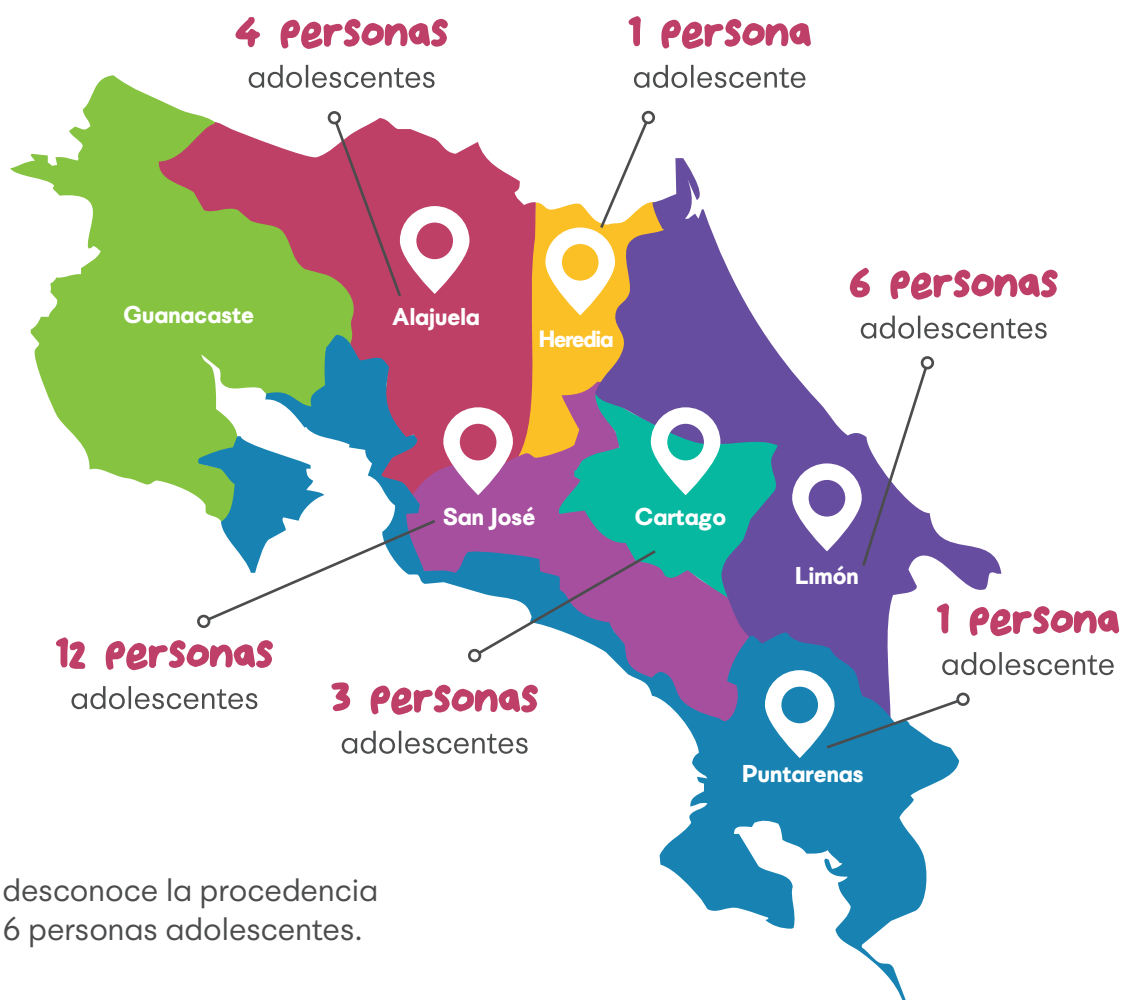 4 personas
adolescentes
1 persona
adolescente
6 personas
adolescentes
Guanacaste
Alajuela
Heredia
San José
Cartago
Limón
12 personas
adolescentes
3 personas
adolescentes
1 persona
adolescente
Puntarenas
desconoce la procedencia
6 personas adolescentes.